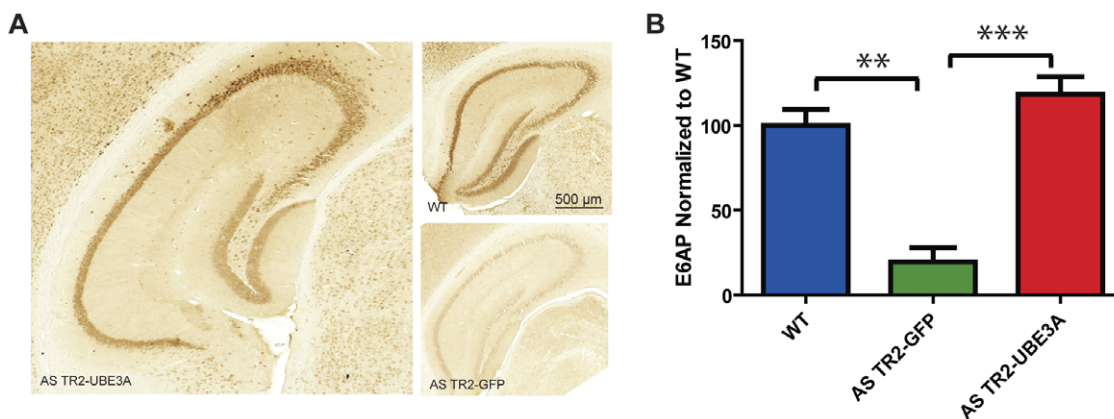 A
AS TR2-UBE3A
WT
500 µm
AS TR2-GFP
B
E6AP Normalized to WT
150
100
50
0
**
***
WT
AS TR2-GFP
AS TR2-UBE3A